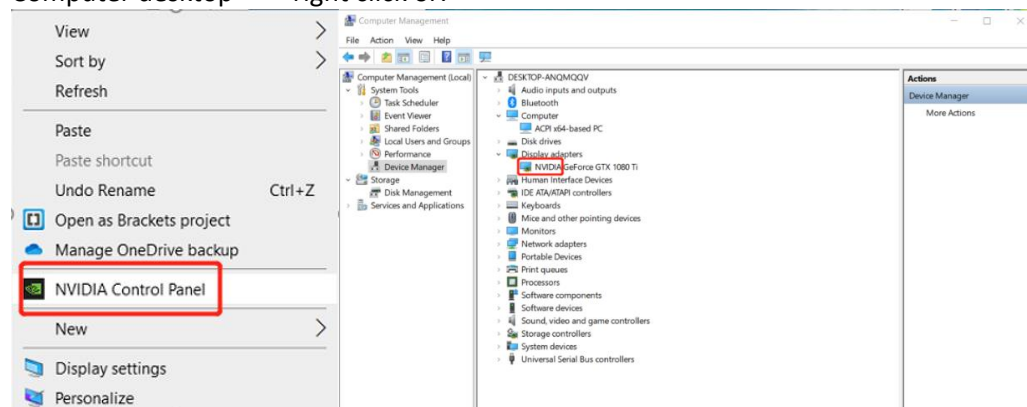 View
Sort by
Refresh
Paste
Paste shortcut
Undo Rename Ctrl+Z
Open as Brackets project
Manage OneDrive backup
NVIDIA Control Panel
New
Display settings
Personalize
Computer Management
File Action View Help
Computer Management (Local)
System Tools
Task Scheduler
Event Viewer
Shared Folders
Local Users and Groups
Performance
Device Manager
Storage
Disk Management
Services and Applications
DESKTOP-ANQMQQV
Audio inputs and outputs
Bluetooth
Computer
ACPI x64-based PC
Disk drives
Display adapters
NVIDIA GeForce GTX 1080 Ti
Human Interface Devices
IDE ATA/ATAPI controllers
Keyboards
Mice and other pointing devices
Monitors
Network adapters
Portable Devices
Print queues
Processors
Software components
Software devices
Sound, video and game controllers
Storage controllers
System devices
Universal Serial Bus controllers
Actions
Device Manager
More Actions